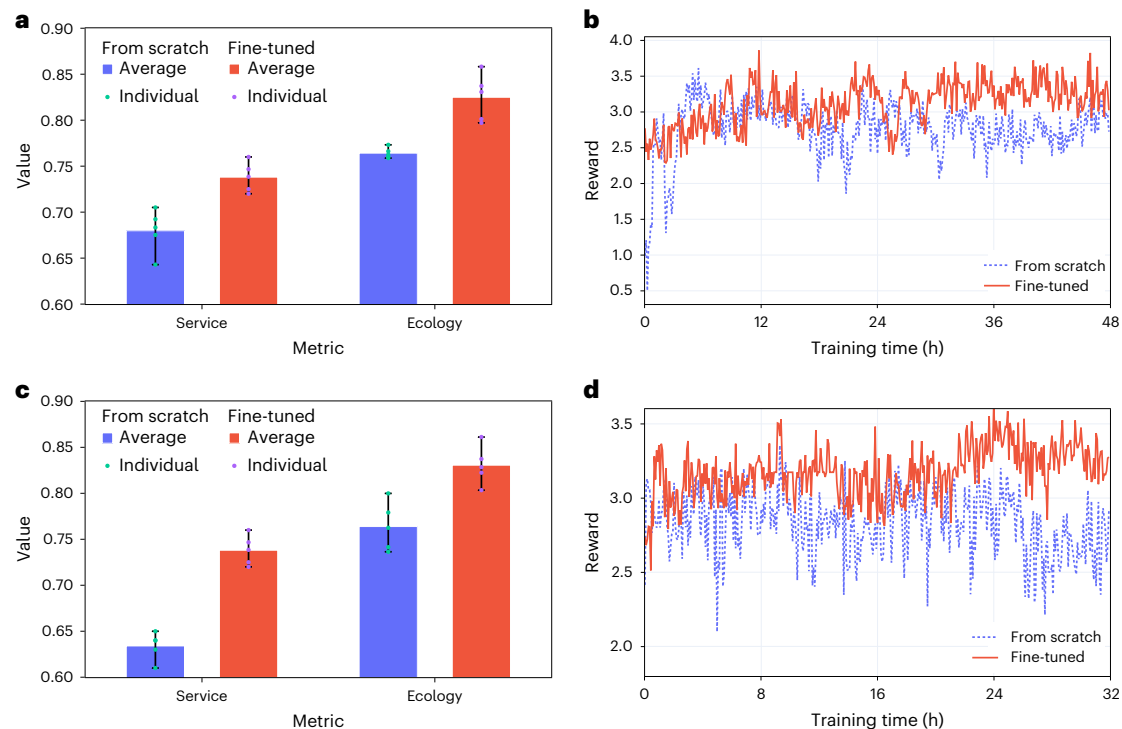 a
0.90
0.85
0.80
0.75
0.70
0.65
0.60
Value
From scratch Fine-tuned
Average Average
Individual Individual
Service Ecology
Metric
b
4.0
3.5
3.0
2.5
2.0
1.5
1.0
0.5
Reward
From scratch
Fine-tuned
0 12 24 36 48
Training time (h)
c
0.90
0.85
0.80
0.75
0.70
0.65
0.60
Value
From scratch Fine-tuned
Average Average
Individual Individual
Service Ecology
Metric
d
3.5
3.0
2.5
2.0
Reward
From scratch
Fine-tuned
0 8 16 24 32
Training time (h)